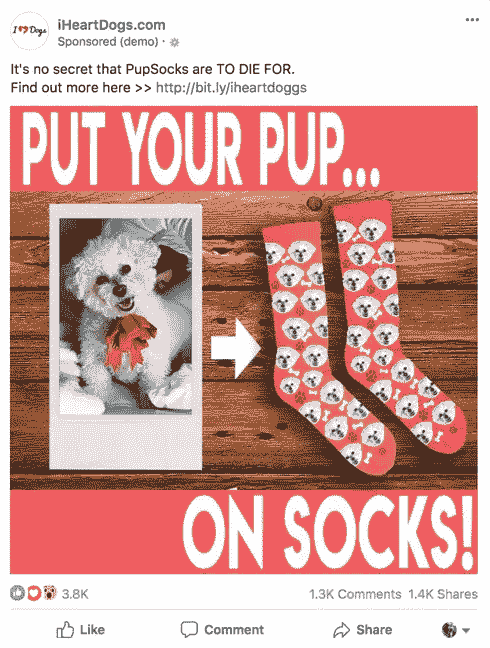 I Dogs
iHeartDogs.com
Sponsored (demo) ·
It's no secret that PupSocks are TO DIE FOR.
Find out more here >> http://bit.ly/iheartdoggs
PUT YOUR PUP...
ON SOCKS!
3.8K
1.3K Comments 1.4K Shares
Like
Comment
Share